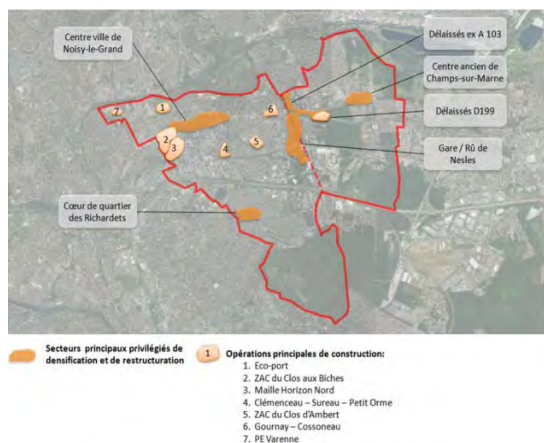 Centre ville de
Noisy-le-Grand
Délaissés ex A 103
Centre ancien de
Champs-sur-Marne
Délaissés D199
Gare / Rû de
Nesles
Cœur de quartier
des Richardets
7
1
2
3
4
5
6
Secteurs principaux privilégiés de
densification et de restructuration
1 Opérations principales de construction:
1. Eco-port
2. ZAC du Clos aux Biches
3. Maille Horizon Nord
4. Clémenceau – Sureau – Petit Orme
5. ZAC du Clos d'Ambert
6. Gournay – Cossoneau
7. PE Varenne